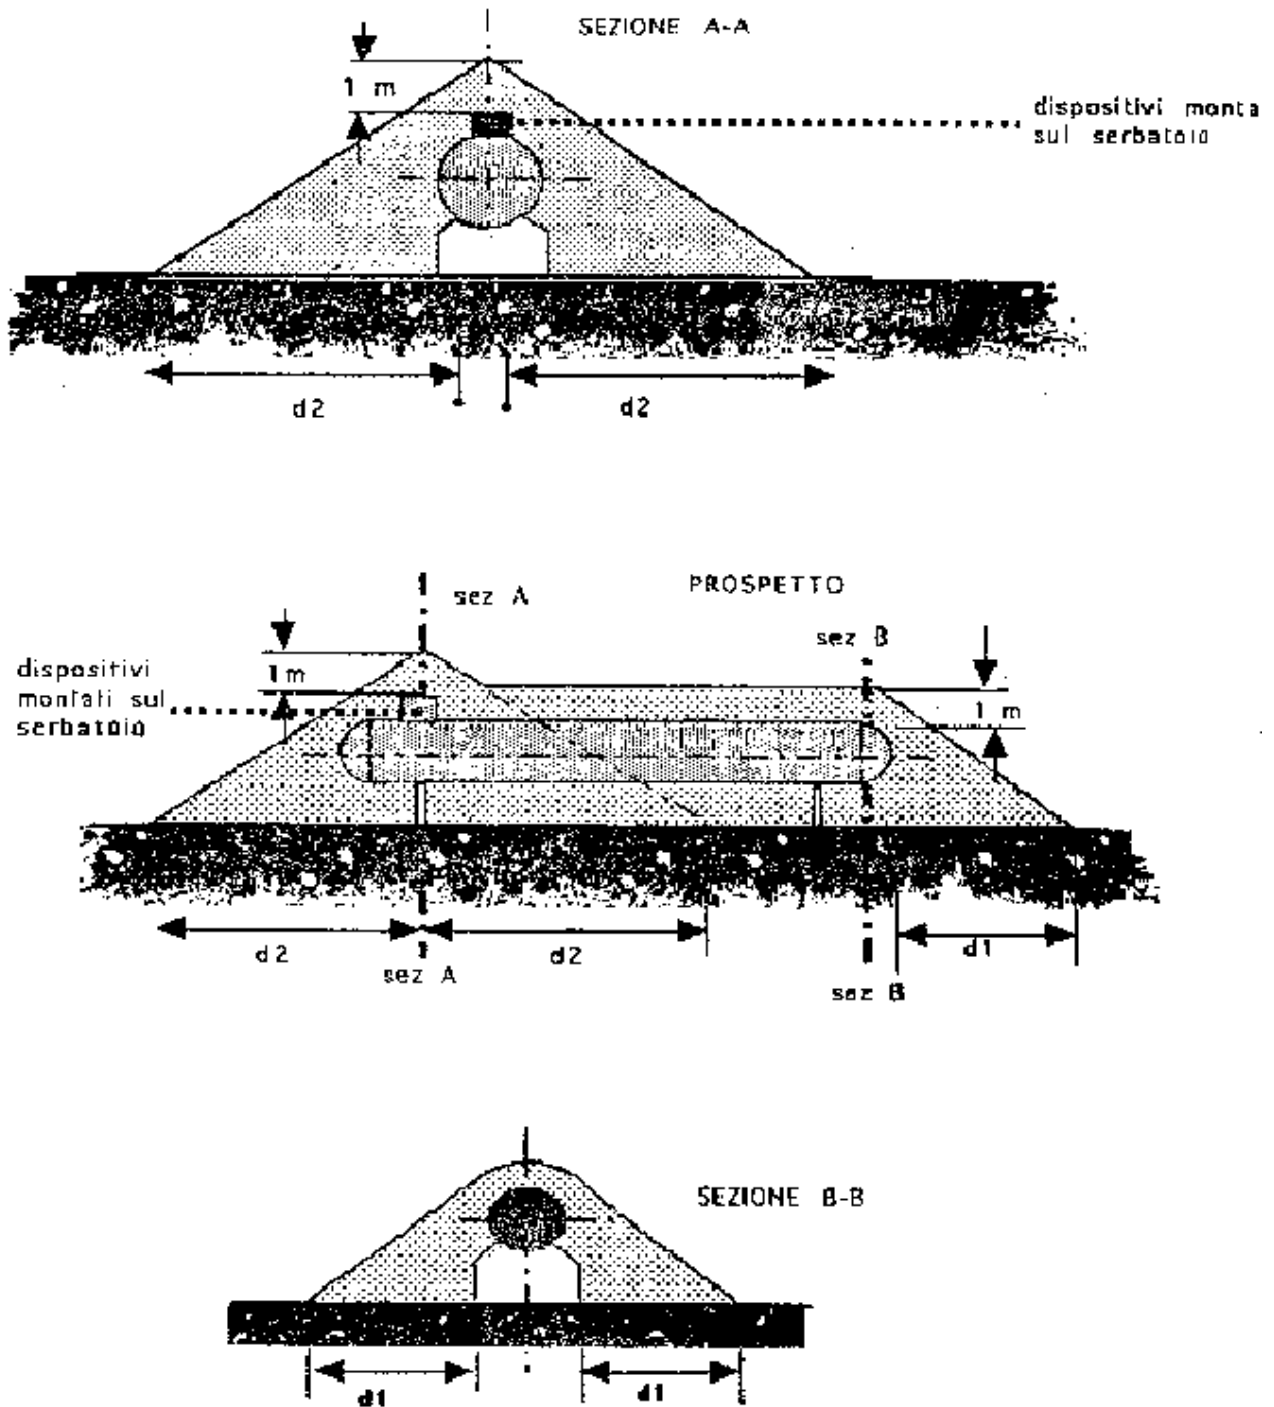 SEZIONE A-A
1 m
dispositivi monta
sul serbatoio
d2
d2
sez A
PROSPETTO
sez B
dispositivi
montati sul
serbatoio
1m
1 m
d2
d2
d1
sez A
sez B
SEZIONE B-B
d1
d1